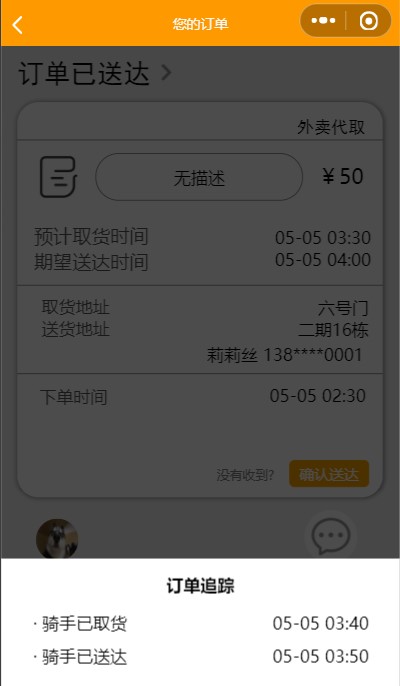 您的订单
订单已送达
外卖代取
无描述 ¥50
预计取货时间 05-05 03:30
期望送达时间 05-05 04:00
取货地址 六号门
送货地址 二期16栋
莉莉丝 138****0001
下单时间 05-05 02:30
没有收到? 确认送达
订单追踪
· 骑手已取货 05-05 03:40
· 骑手已送达 05-05 03:50